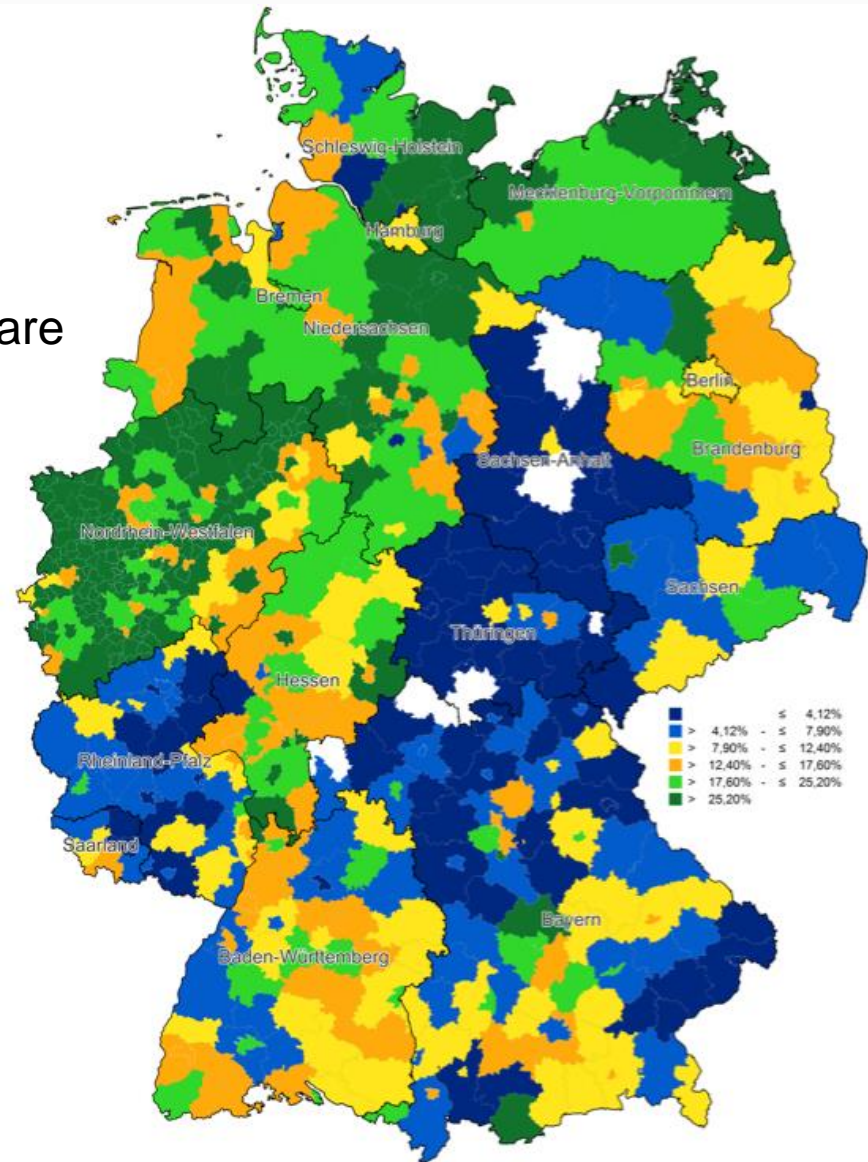 Schleswig-Holstein
Mecklenburg-Vorpommern
Hamburg
Bremen
are
Niedersachsen
Berlin
Brandenburg
Sachsen-Anhalt
Nordrhein-Westfalen
Sachsen
Thüringen
Hessen
≤ 4,12%
> 4,12% - ≤ 7,90%
> 7,90% - ≤ 12,40%
> 12,40% - ≤ 17,60%
> 17,60% - ≤ 25,20%
> 25,20%
Rheinland-Pfalz
Saarland
Bayern
Baden-Württemberg